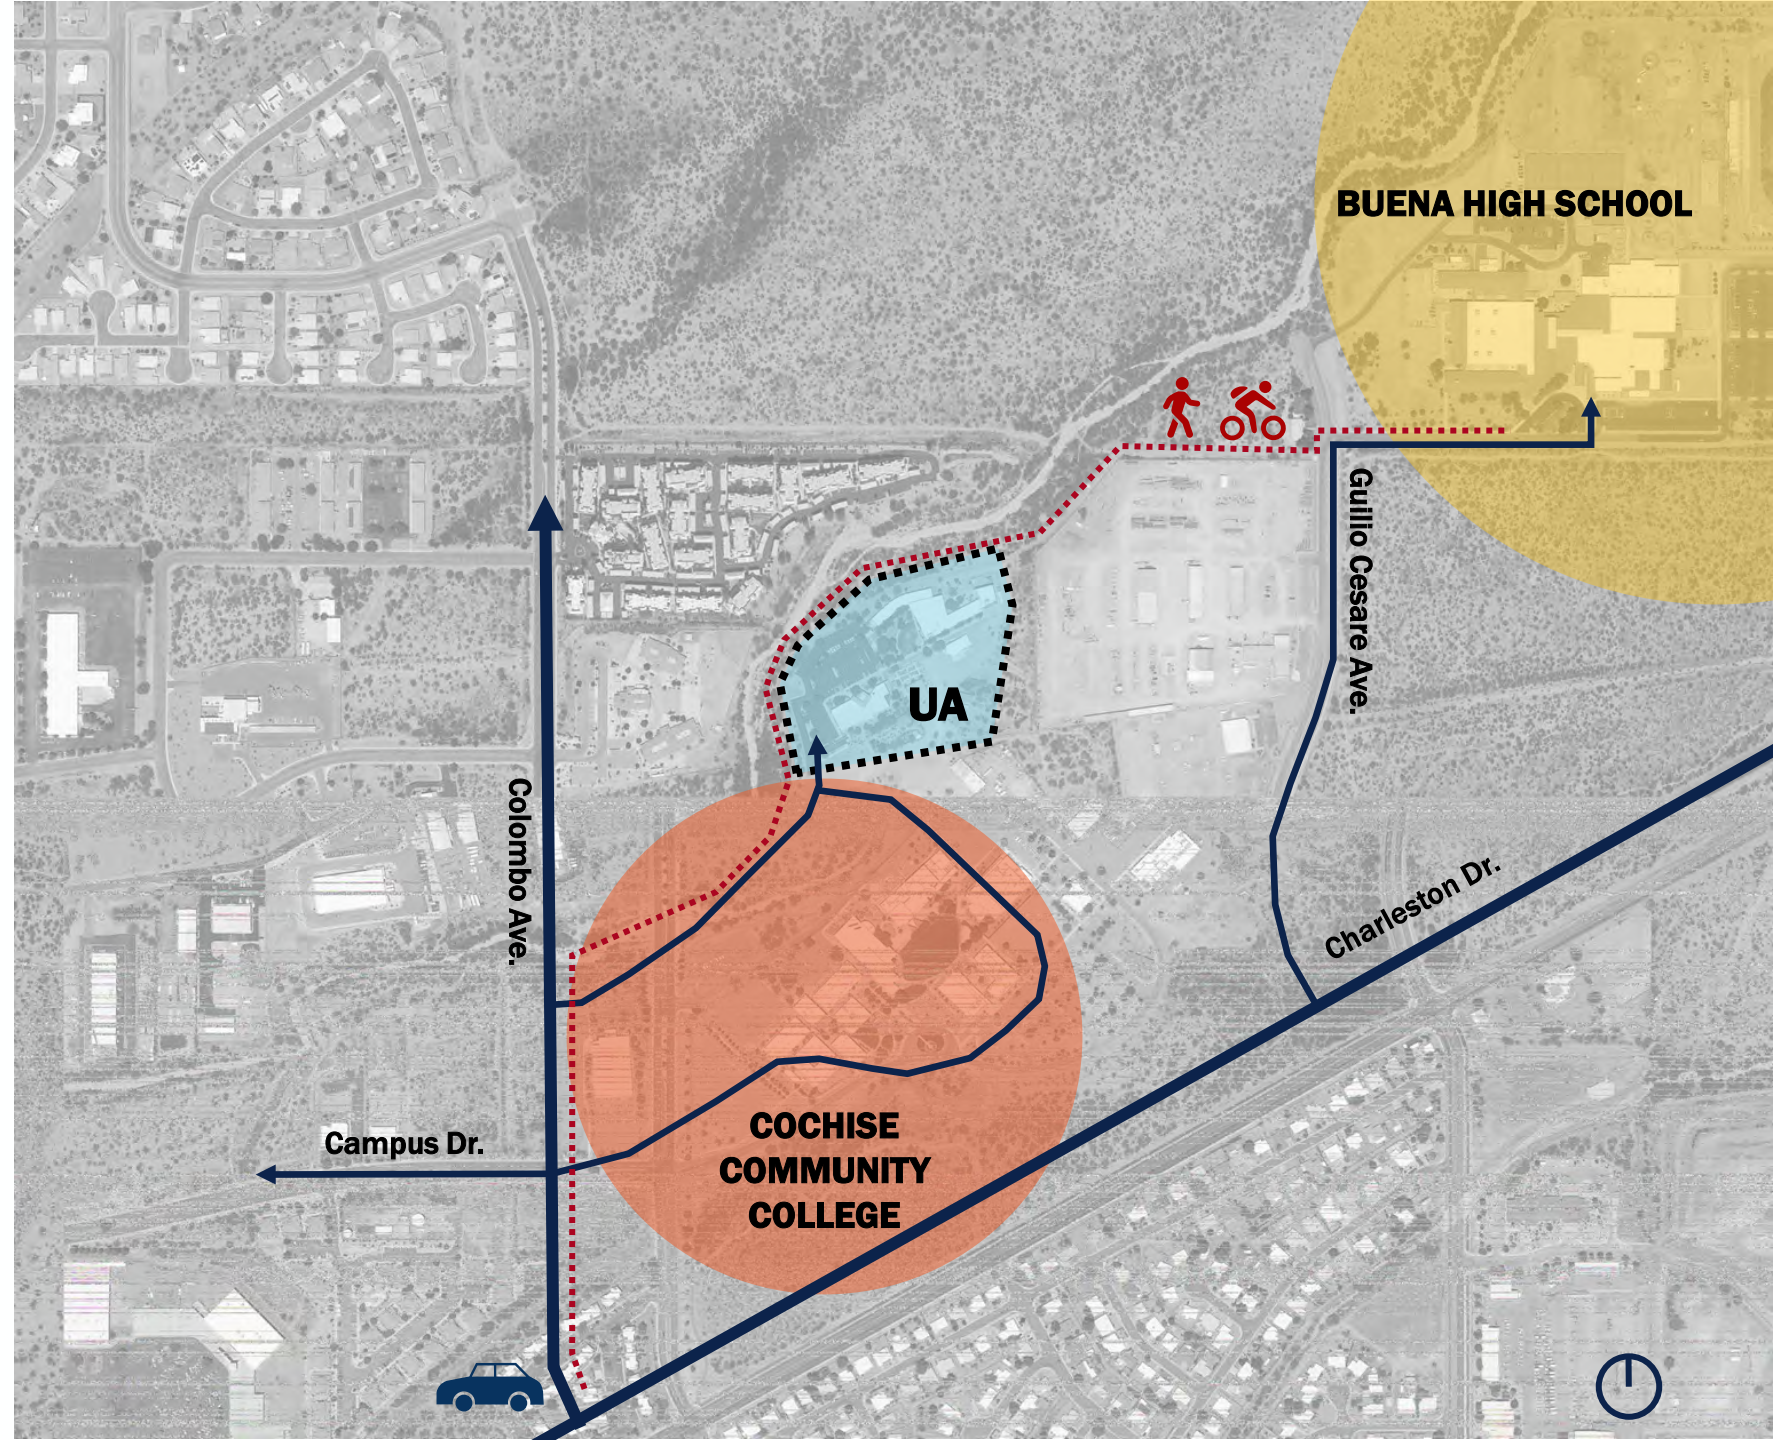 BUENA HIGH SCHOOL
Guilio Cesare Ave.
UA
Colombo Ave.
Charleston Dr.
Campus Dr.
COCHISE
COMMUNITY
COLLEGE